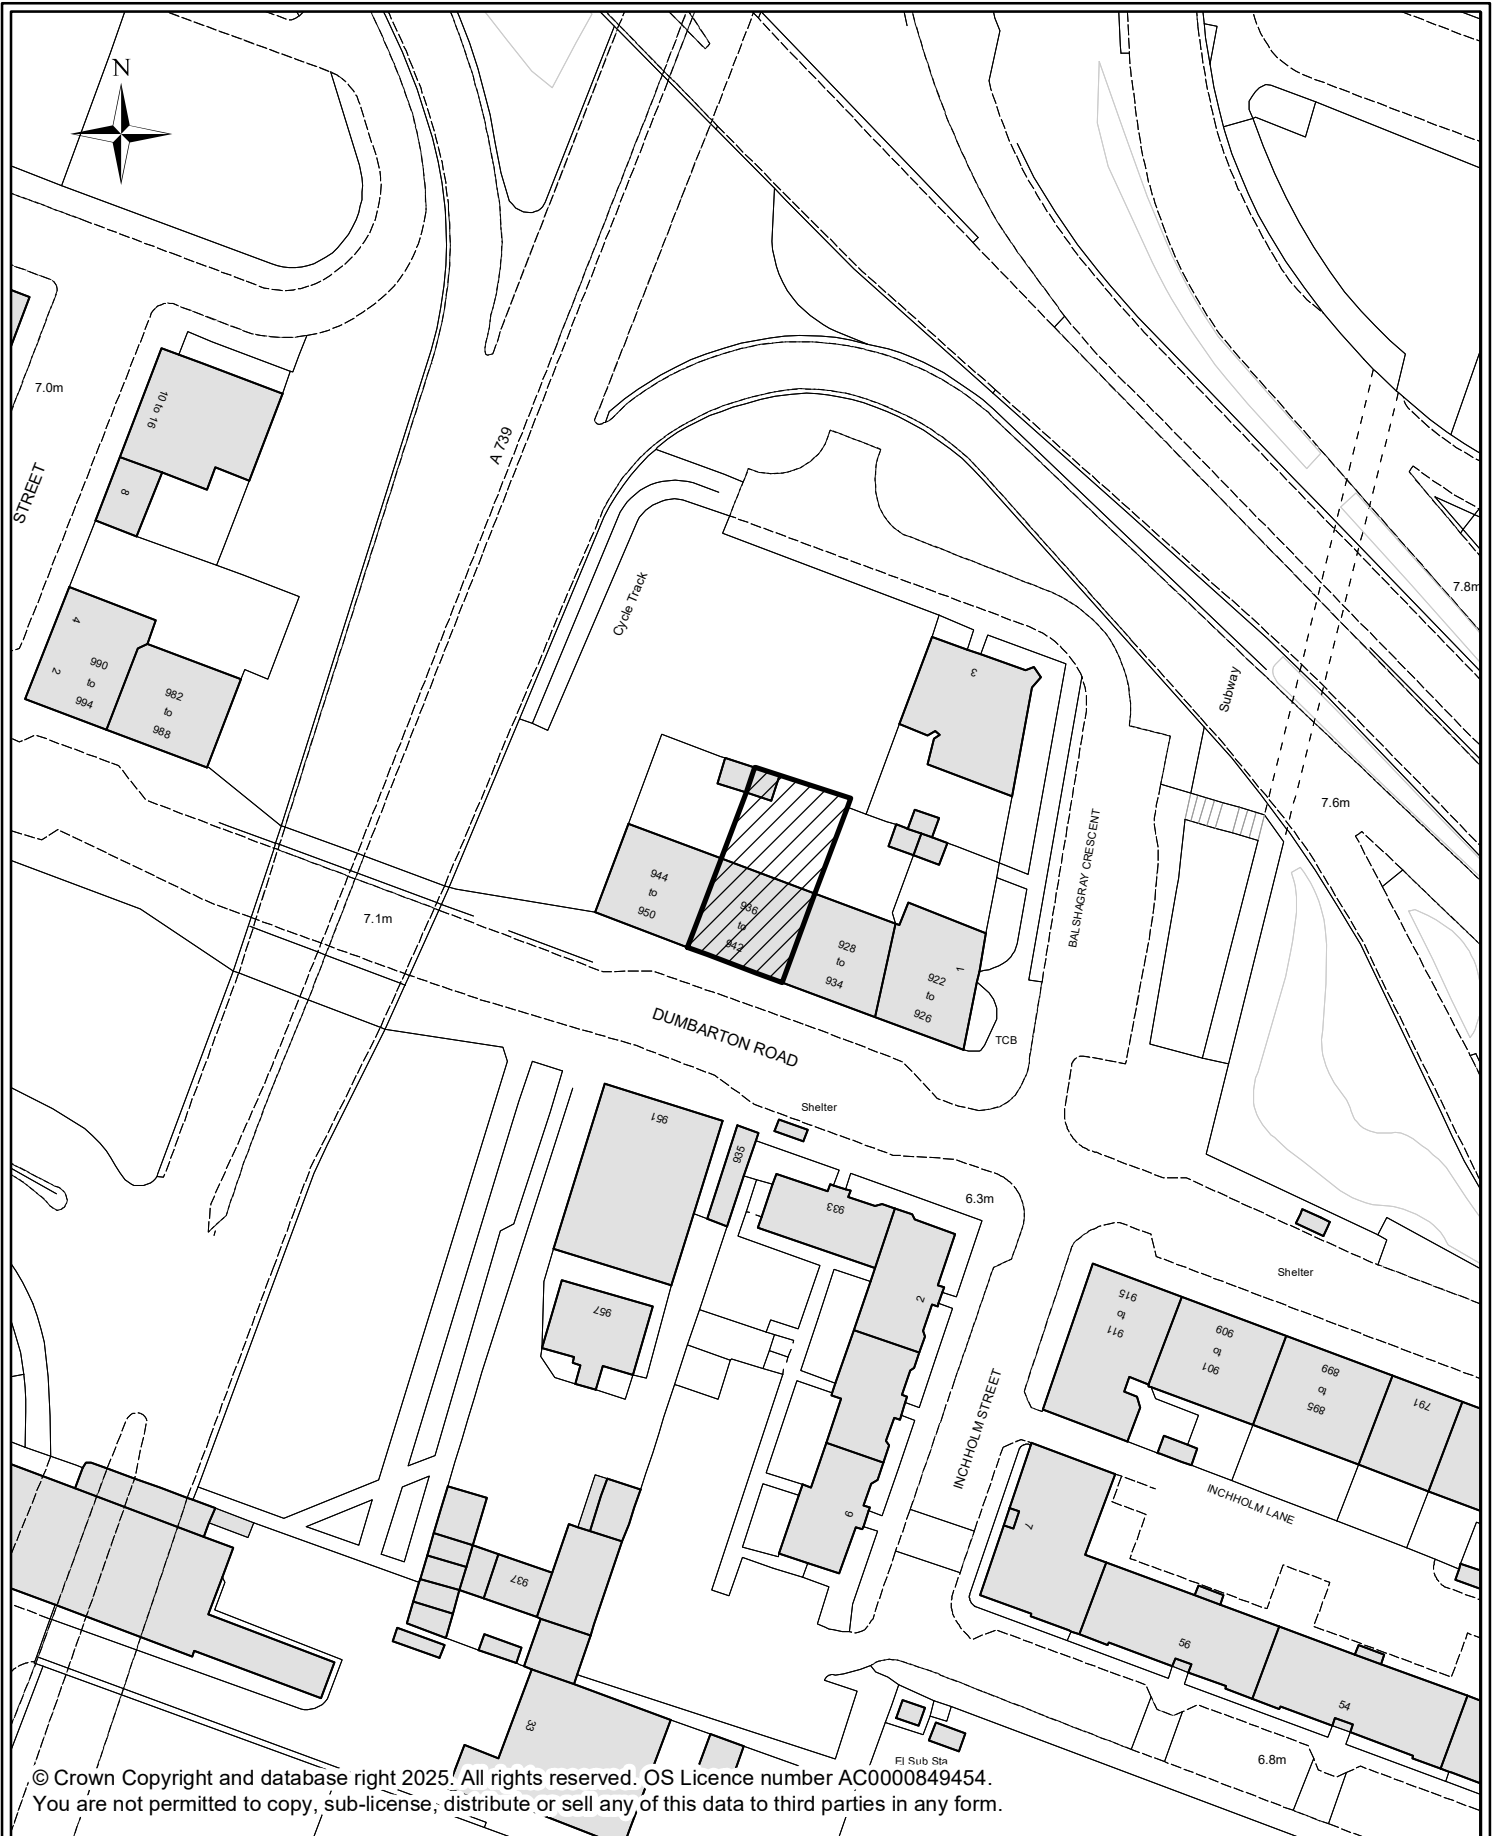 N
7.0m
10 to 16
A 739
8
STREET
7.8m
Cycle Track
4
2
990
to
994
982
to
988
3
Subway
7.6m
BALSHAGRAY CRESCENT
944
to
950
936
to
942
7.1m
928
to
934
1
922
to
926
DUMBARTON ROAD
TCB
Shelter
951
935
933
6.3m
Shelter
2
957
915
to
911
909
to
901
899
to
895
791
INCHHOLM STREET
INCHHOLM LANE
9
7
937
56
54
33
6.8m
El Sub Sta
© Crown Copyright and database right 2025. All rights reserved. OS Licence number AC0000849454.
You are not permitted to copy, sub-license, distribute or sell any of this data to third parties in any form.